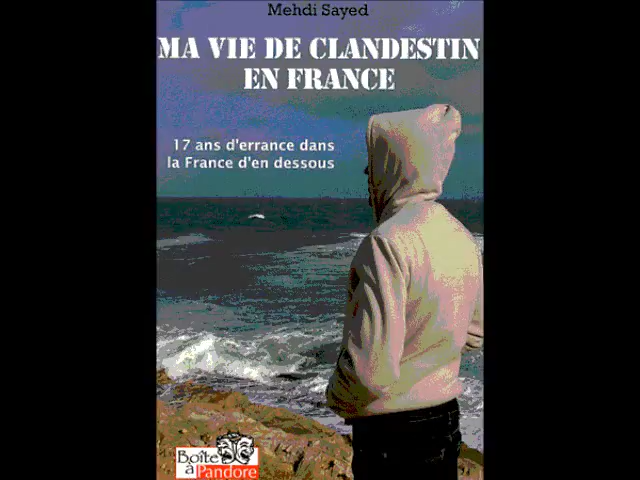 Mehdi Sayed
MA VIE DE CLANDESTIN
EN FRANCE
17 ans d'errance dans
la France d'en dessous
Boîte
à
Pandore